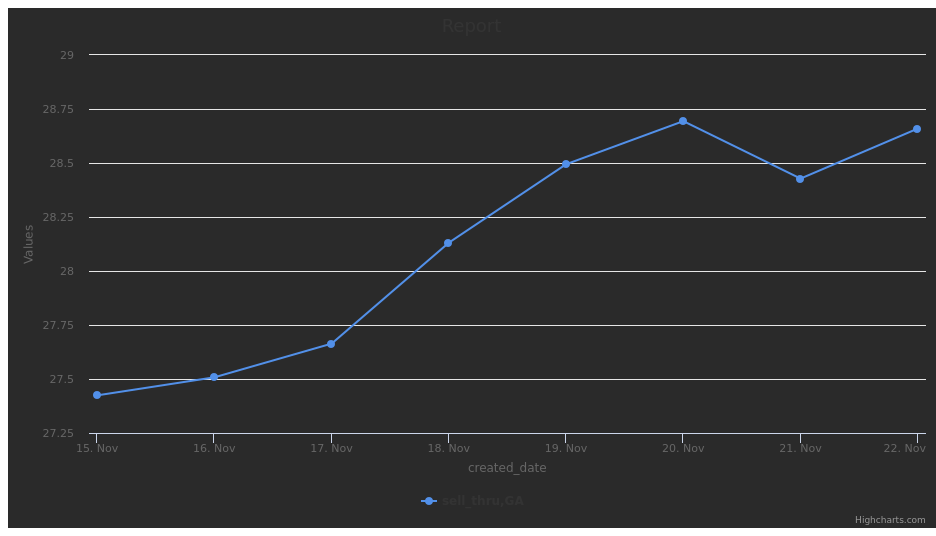 Report
29
28.75
28.5
28.25
28
27.75
27.5
27.25
Values
15. Nov 16. Nov 17. Nov 18. Nov 19. Nov 20. Nov 21. Nov 22. Nov
created_date
sell_thru,GA
Highcharts.com